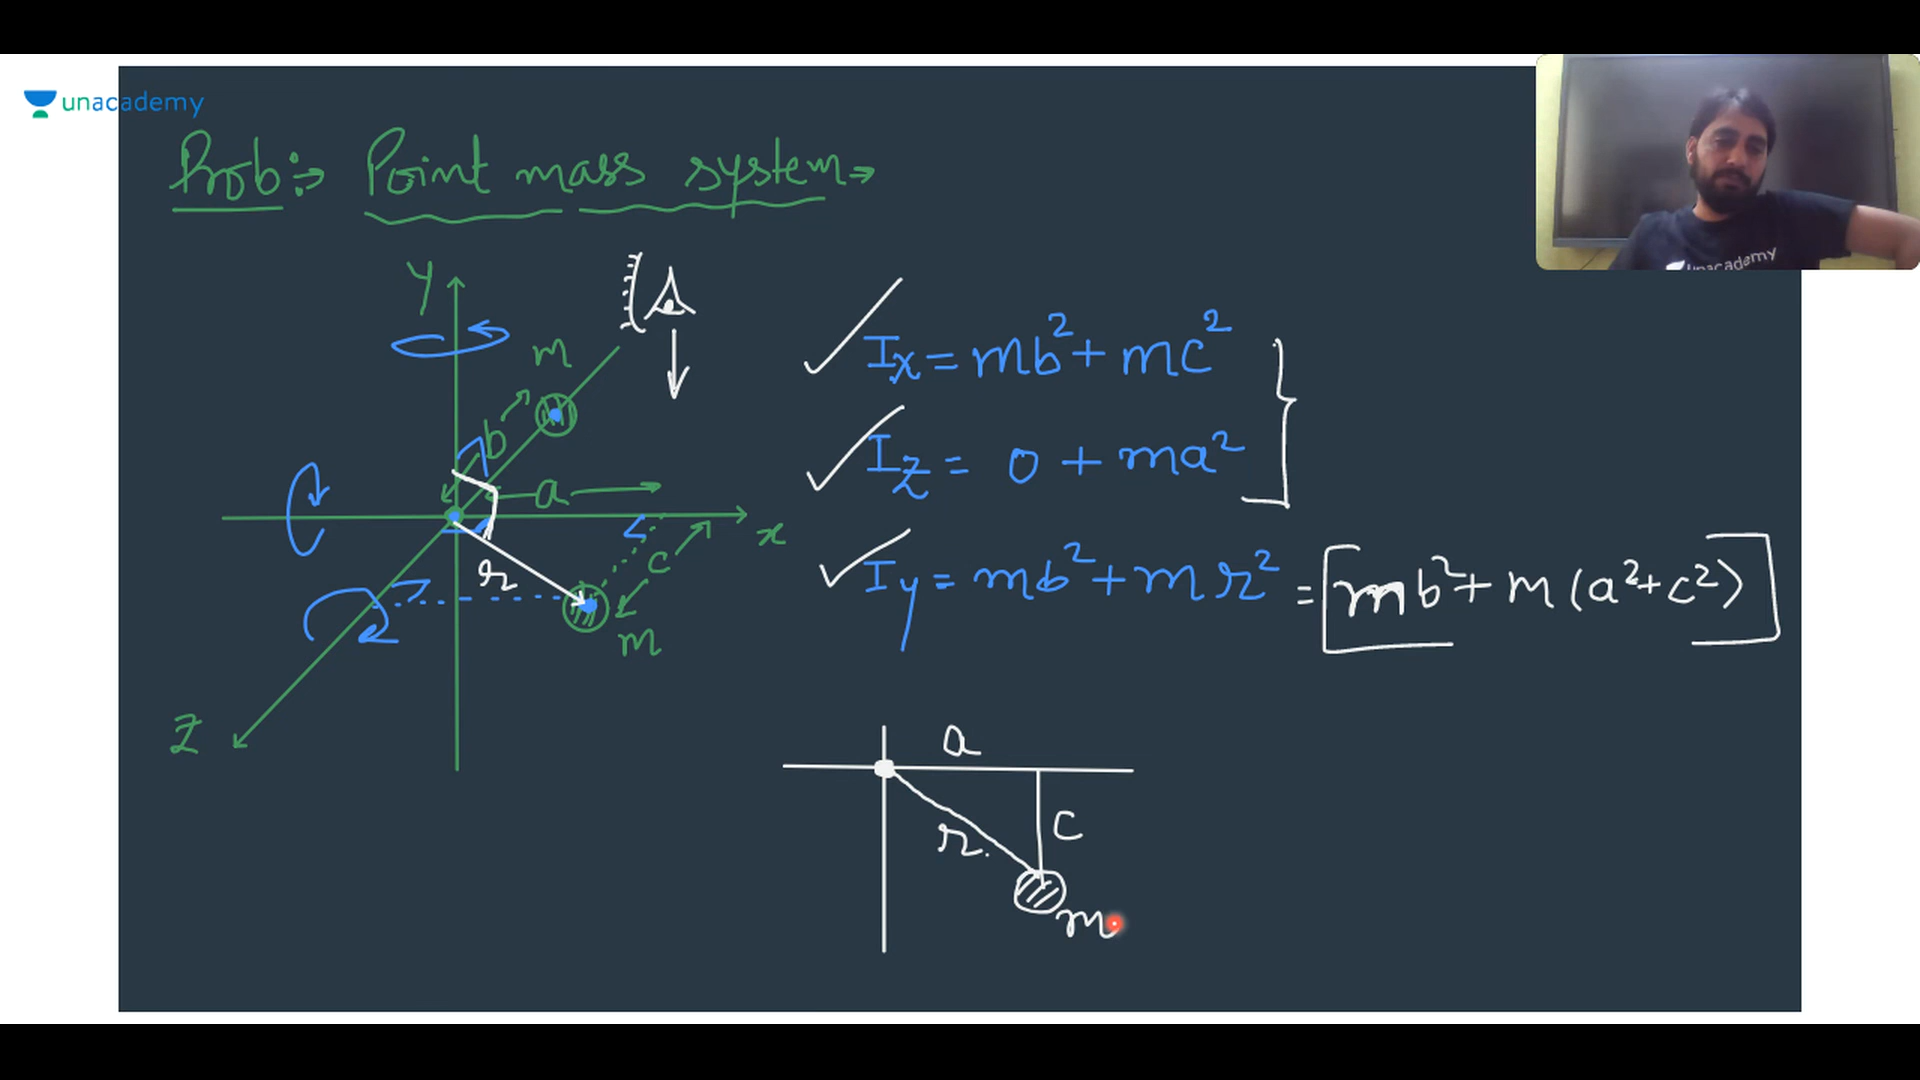 unacademy
Prob:→ Point mass system→
Y
m
b
a
x
r
c
m
Z
Ix = mb² + mc²
Iz = 0 + ma²
Iy = mb² + mr² = mb² + m(a² + c²)
a
c
r
m
unacademy